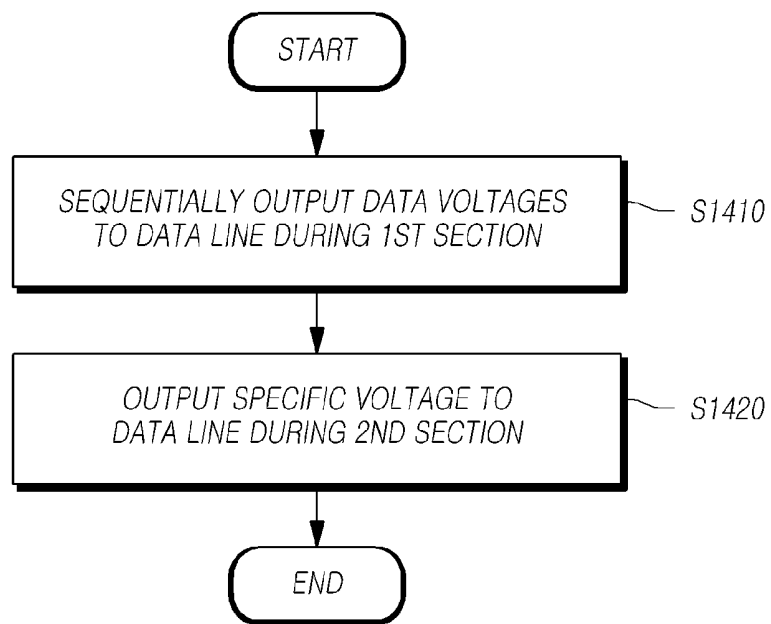 START
SEQUENTIALLY OUTPUT DATA VOLTAGES
TO DATA LINE DURING 1ST SECTION
S1410
OUTPUT SPECIFIC VOLTAGE TO
DATA LINE DURING 2ND SECTION
S1420
END